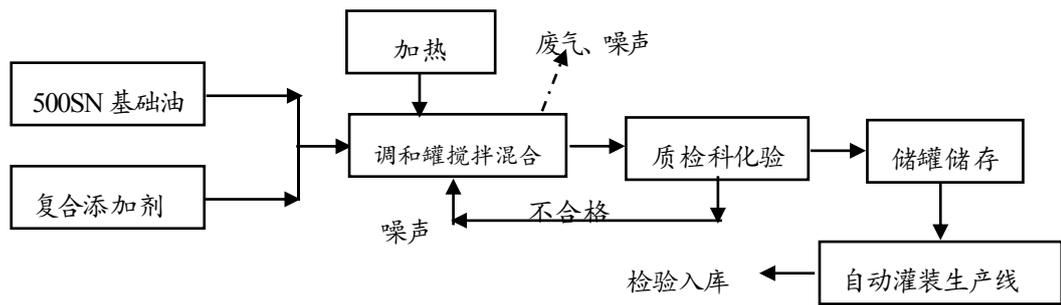 加热
废气、噪声
500SN 基础油
调和罐搅拌混合
质检科化验
储罐储存
复合添加剂
噪声
不合格
检验入库
自动灌装生产线